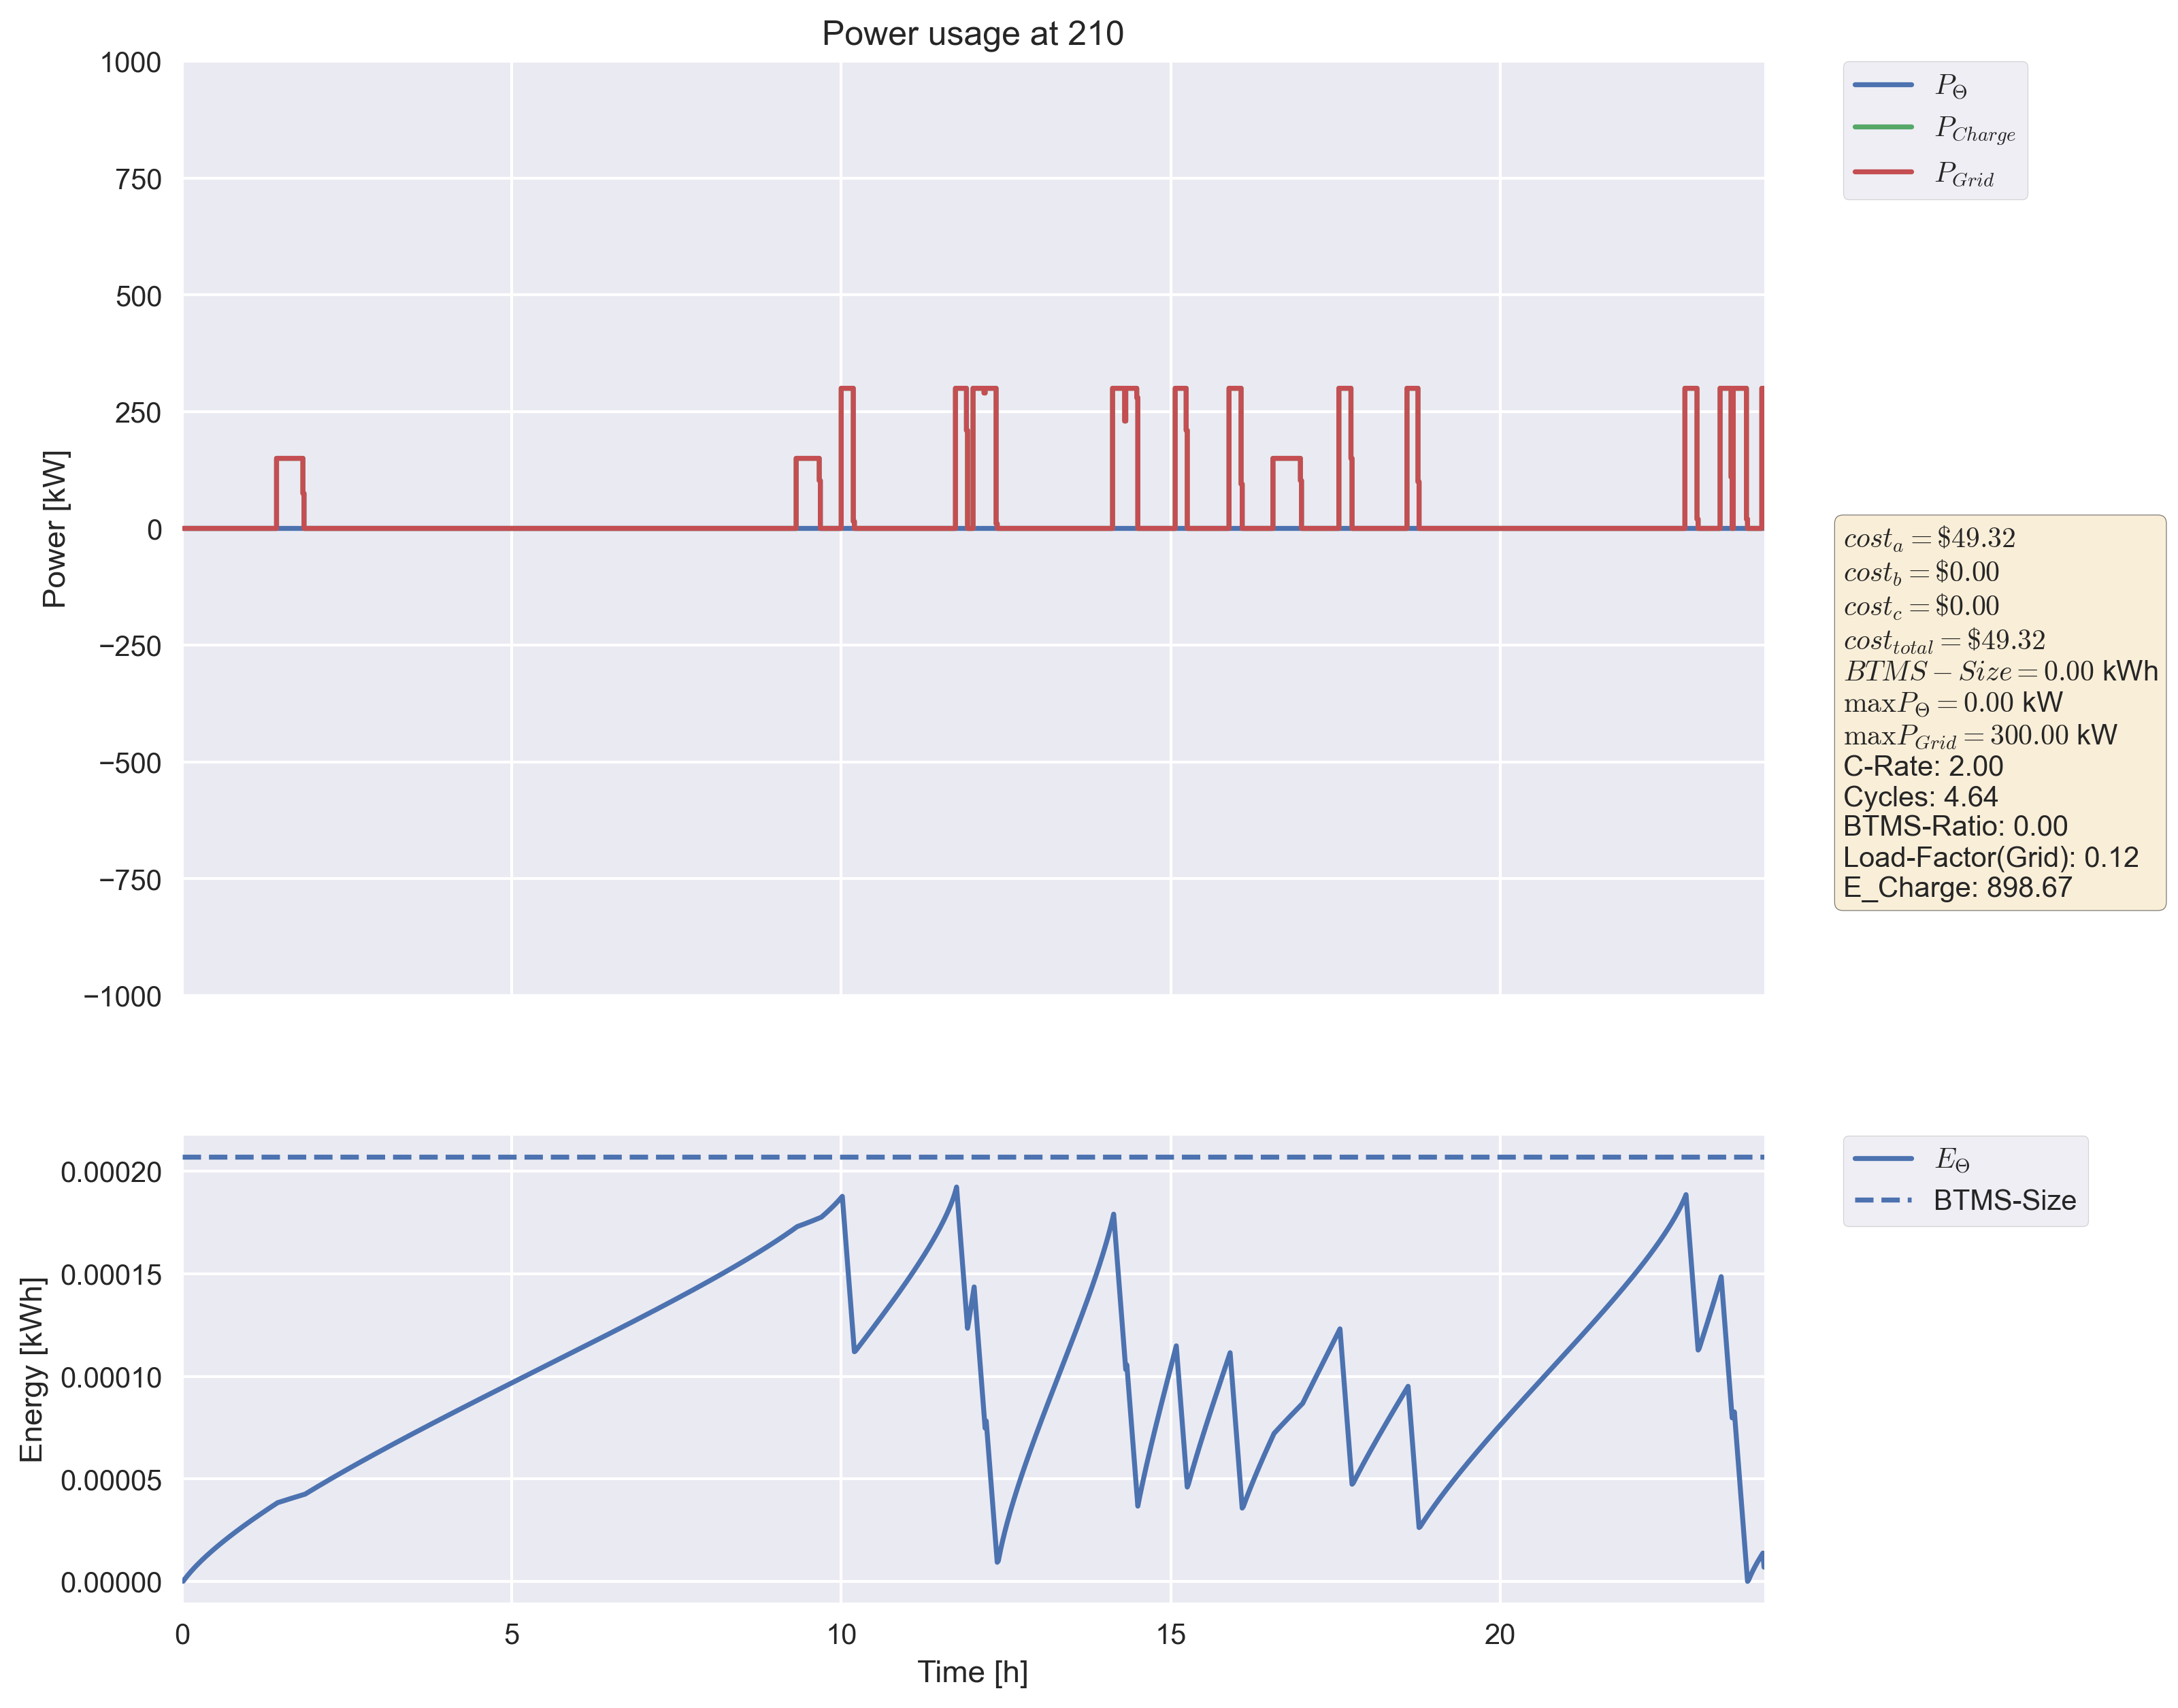 Power usage at 210
1000
750
500
250
0
−250
−500
−750
−1000
Power [kW]
P_Θ
P_Charge
P_Grid
cost_a = $49.32
cost_b = $0.00
cost_c = $0.00
cost_total = $49.32
BTMS − Size = 0.00 kWh
maxP_Θ = 0.00 kW
maxP_Grid = 300.00 kW
C-Rate: 2.00
Cycles: 4.64
BTMS-Ratio: 0.00
Load-Factor(Grid): 0.12
E_Charge: 898.67
0.00020
0.00015
0.00010
0.00005
0.00000
Energy [kWh]
0 5 10 15 20
Time [h]
E_Θ
BTMS-Size